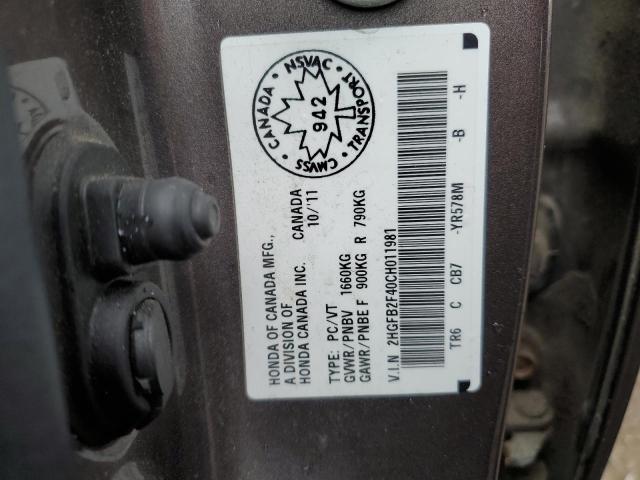 HONDA OF CANADA MFG.,
A DIVISION OF
HONDA CANADA INC. CANADA
10/'11
TYPE: PC/VT
GVWR/PNBV 1660KG
GAWR/PNBE F 900KG R 790KG
V.I.N 2HGFB2F40CH011981
TR6 C CB7 -YR578M -B -H
CANADA · NSVAC · TRANSPORT · CMVSS ·
942